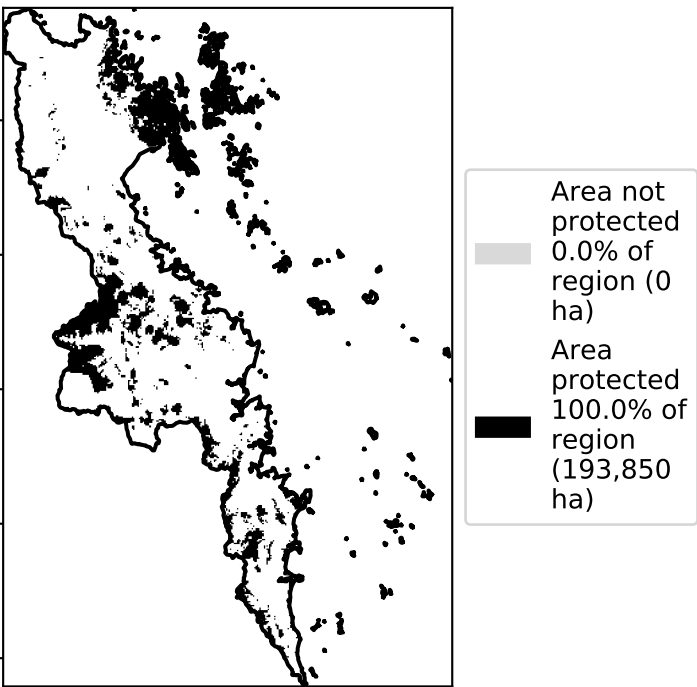 Area not
protected
0.0% of
region (0
ha)
Area
protected
100.0% of
region
(193,850
ha)